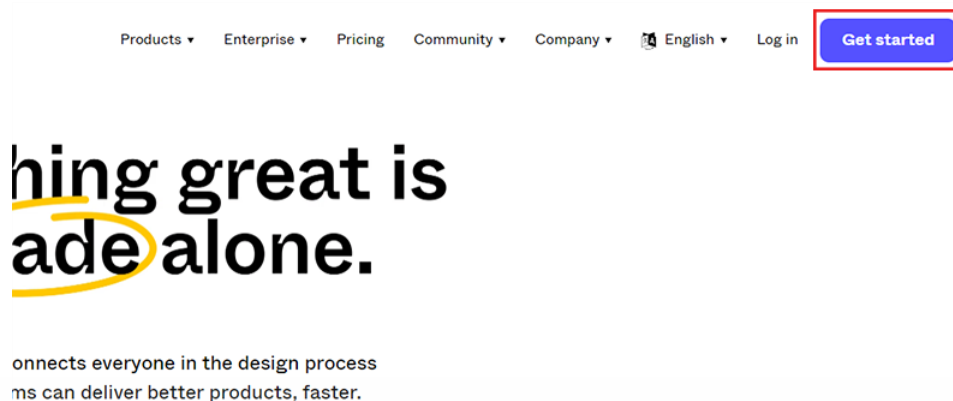 Products ▾ Enterprise ▾ Pricing Community ▾ Company ▾ English ▾ Log in Get started
hing great is
ade alone.
onnects everyone in the design process
ms can deliver better products, faster.